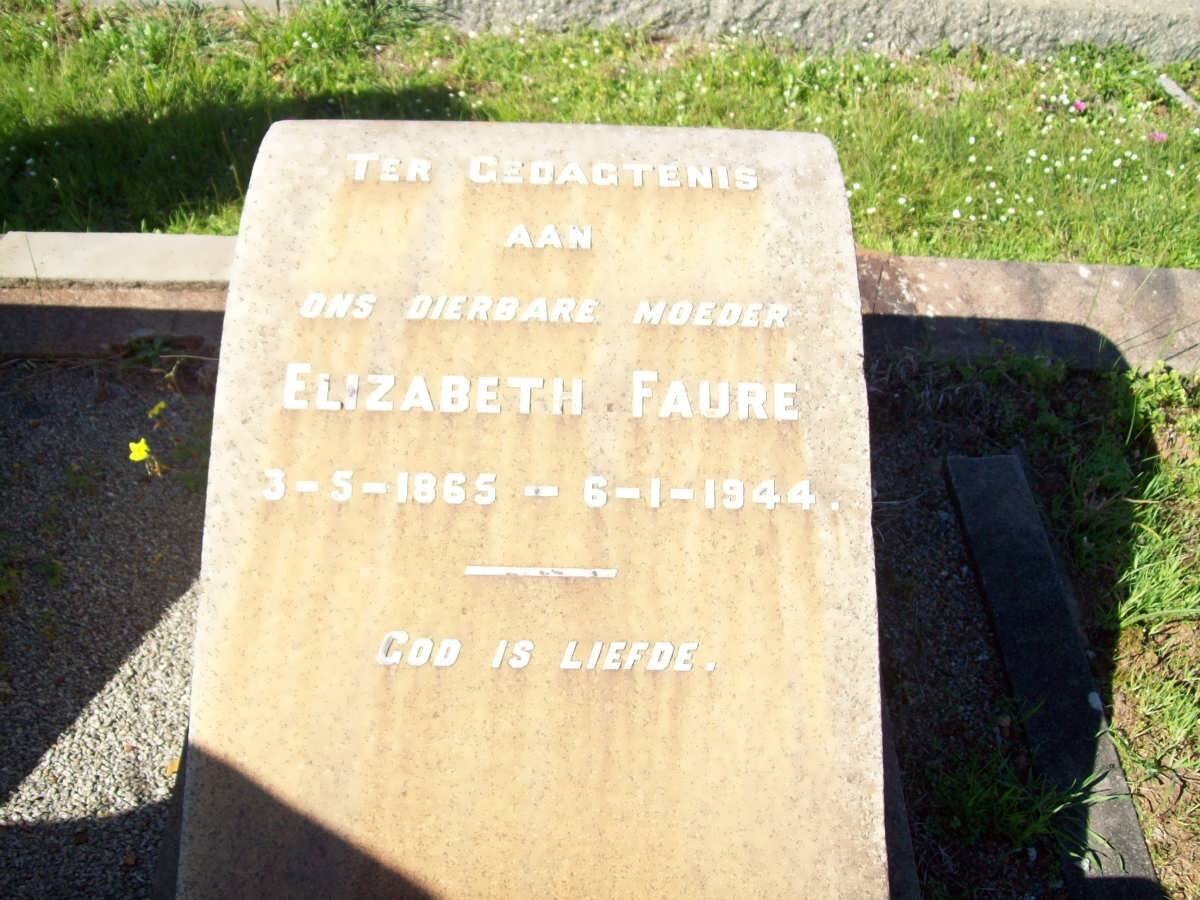 TER GEDAGTENIS
AAN
ONS DIERBARE MOEDER
ELIZABETH FAURE
3-5-1865 — 6-1-1944.
GOD IS LIEFDE.